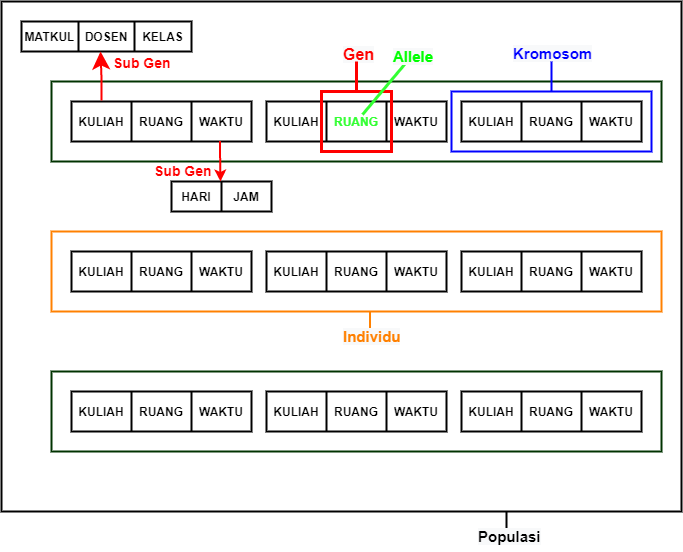 MATKUL DOSEN KELAS
Sub Gen
Gen
Allele
Kromosom
KULIAH RUANG WAKTU KULIAH RUANG WAKTU KULIAH RUANG WAKTU
Sub Gen
HARI JAM
KULIAH RUANG WAKTU KULIAH RUANG WAKTU KULIAH RUANG WAKTU
Individu
KULIAH RUANG WAKTU KULIAH RUANG WAKTU KULIAH RUANG WAKTU
Populasi